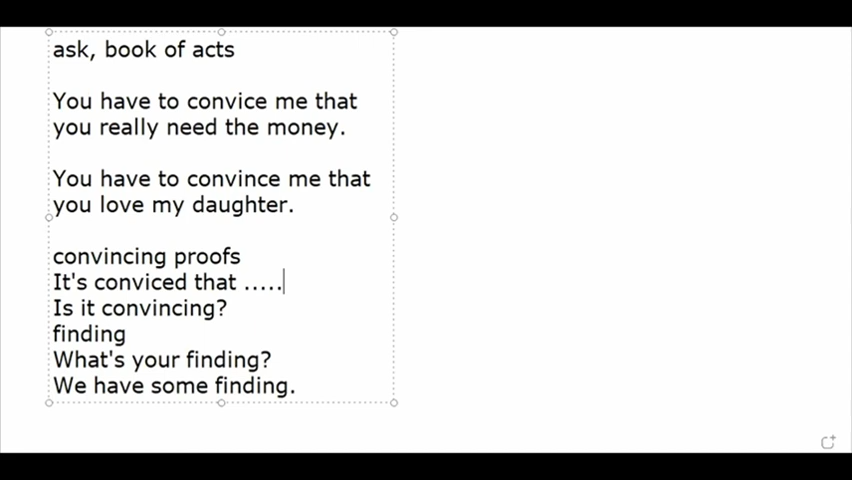 ask, book of acts
You have to convice me that
you really need the money.
You have to convince me that
you love my daughter.
convincing proofs
It's conviced that .....
Is it convincing?
finding
What's your finding?
We have some finding.